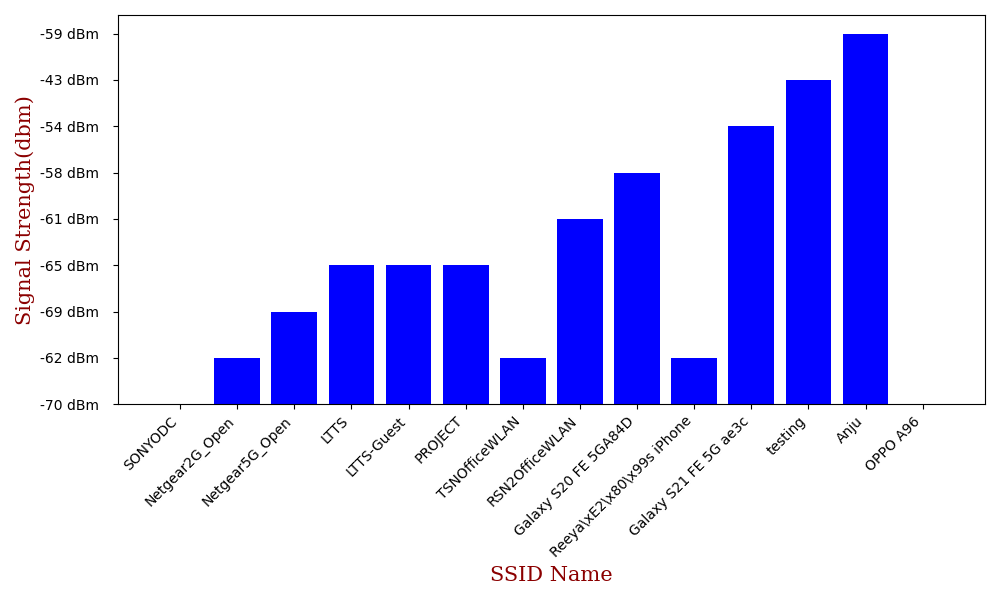 -59 dBm
-43 dBm
-54 dBm
-58 dBm
-61 dBm
-65 dBm
-69 dBm
-62 dBm
-70 dBm
Signal Strength(dbm)
SONYODC
Netgear2G_Open
Netgear5G_Open
LTTS
LTTS-Guest
PROJECT
TSNOfficeWLAN
RSN2OfficeWLAN
Galaxy S20 FE 5GA84D
Reeya\xE2\x80\x99s iPhone
Galaxy S21 FE 5G ae3c
testing
Anju
OPPO A96
SSID Name